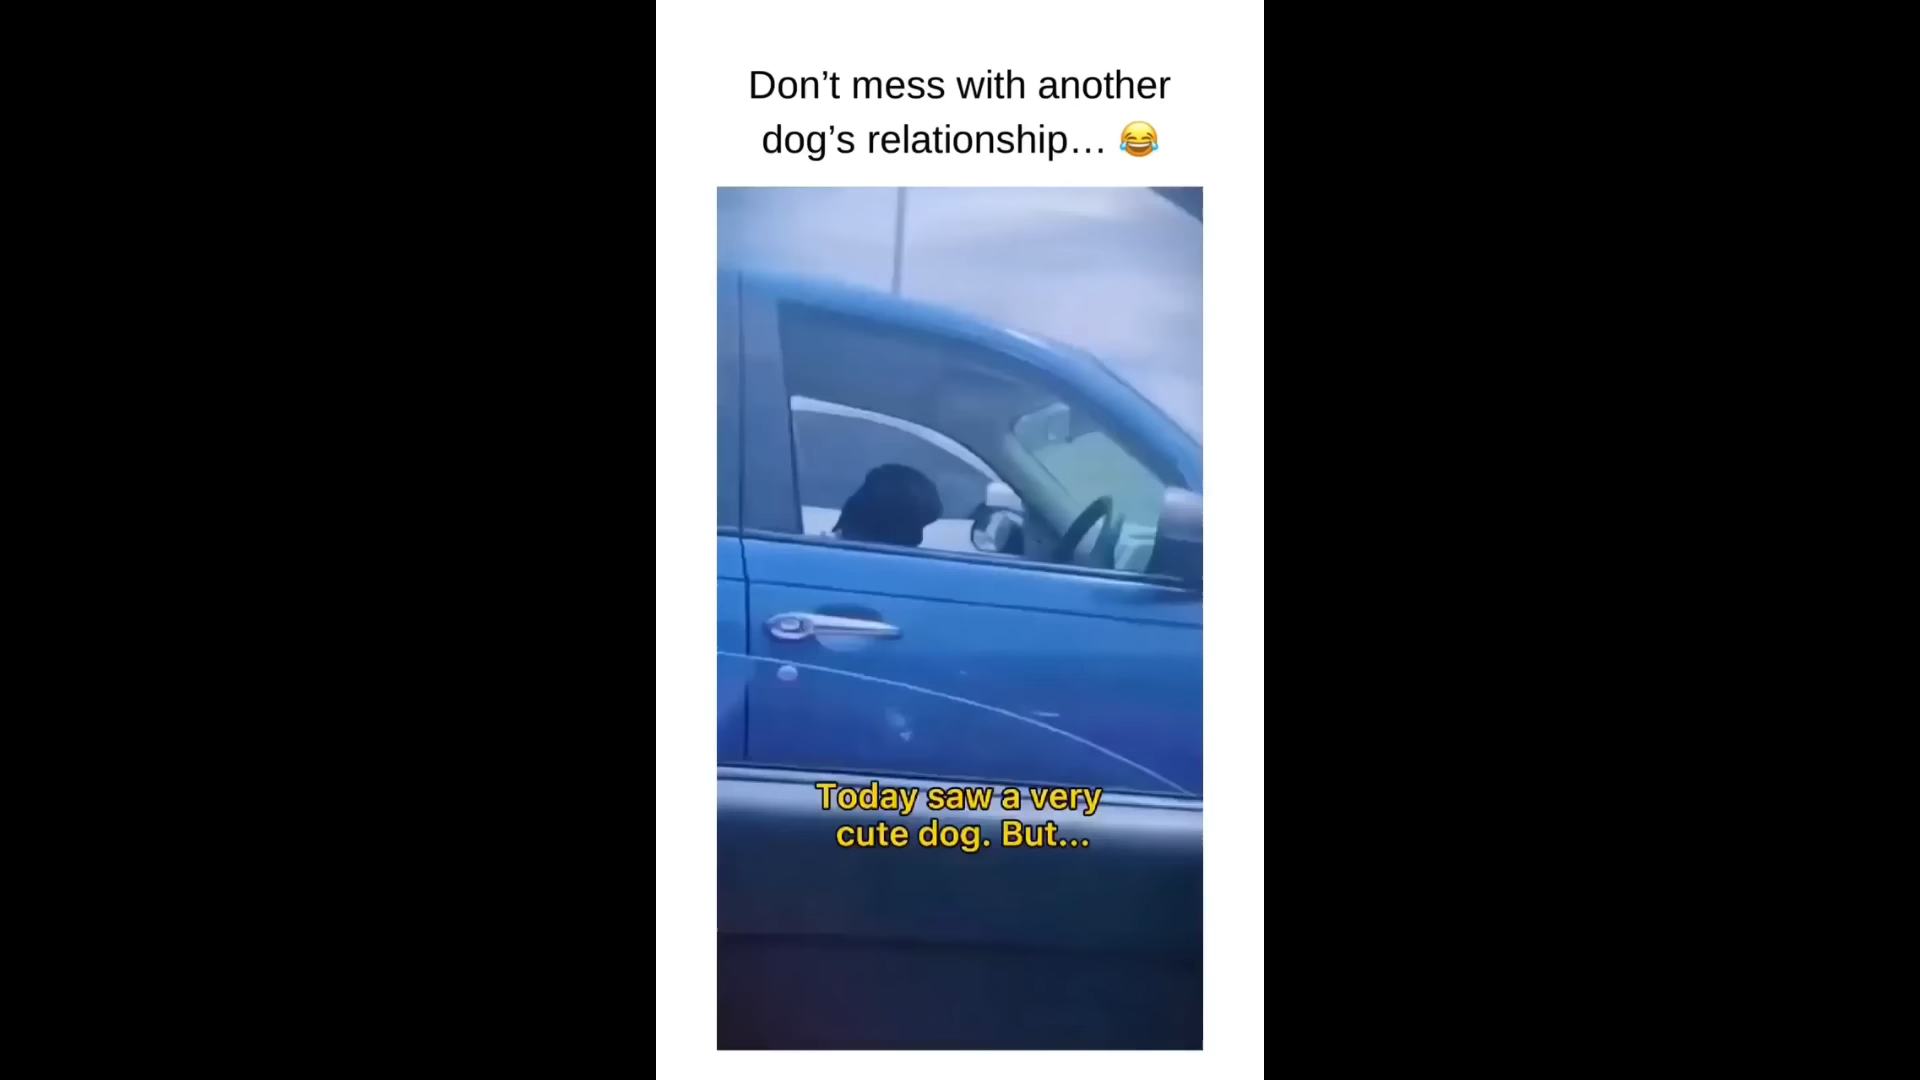 Don’t mess with another
dog’s relationship… 😂
Today saw a very
cute dog. But...